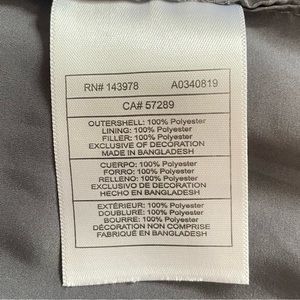 RN# 143978 A0340819
CA# 57289
OUTERSHELL: 100% Polyester
LINING: 100% Polyester
FILLER: 100% Polyester
EXCLUSIVE OF DECORATION
MADE IN BANGLADESH
CUERPO: 100% Polyester
FORRO: 100% Polyester
RELLENO: 100% Polyester
EXCLUSIVO DE DECORATION
HECHO EN BANGLADESH
EXTÉRIEUR: 100% Polyester
DOUBLURE: 100% Polyester
BOURRE: 100% Polyester
DÉCORATION NON COMPRISE
FABRIQUÉ EN BANGLADESH